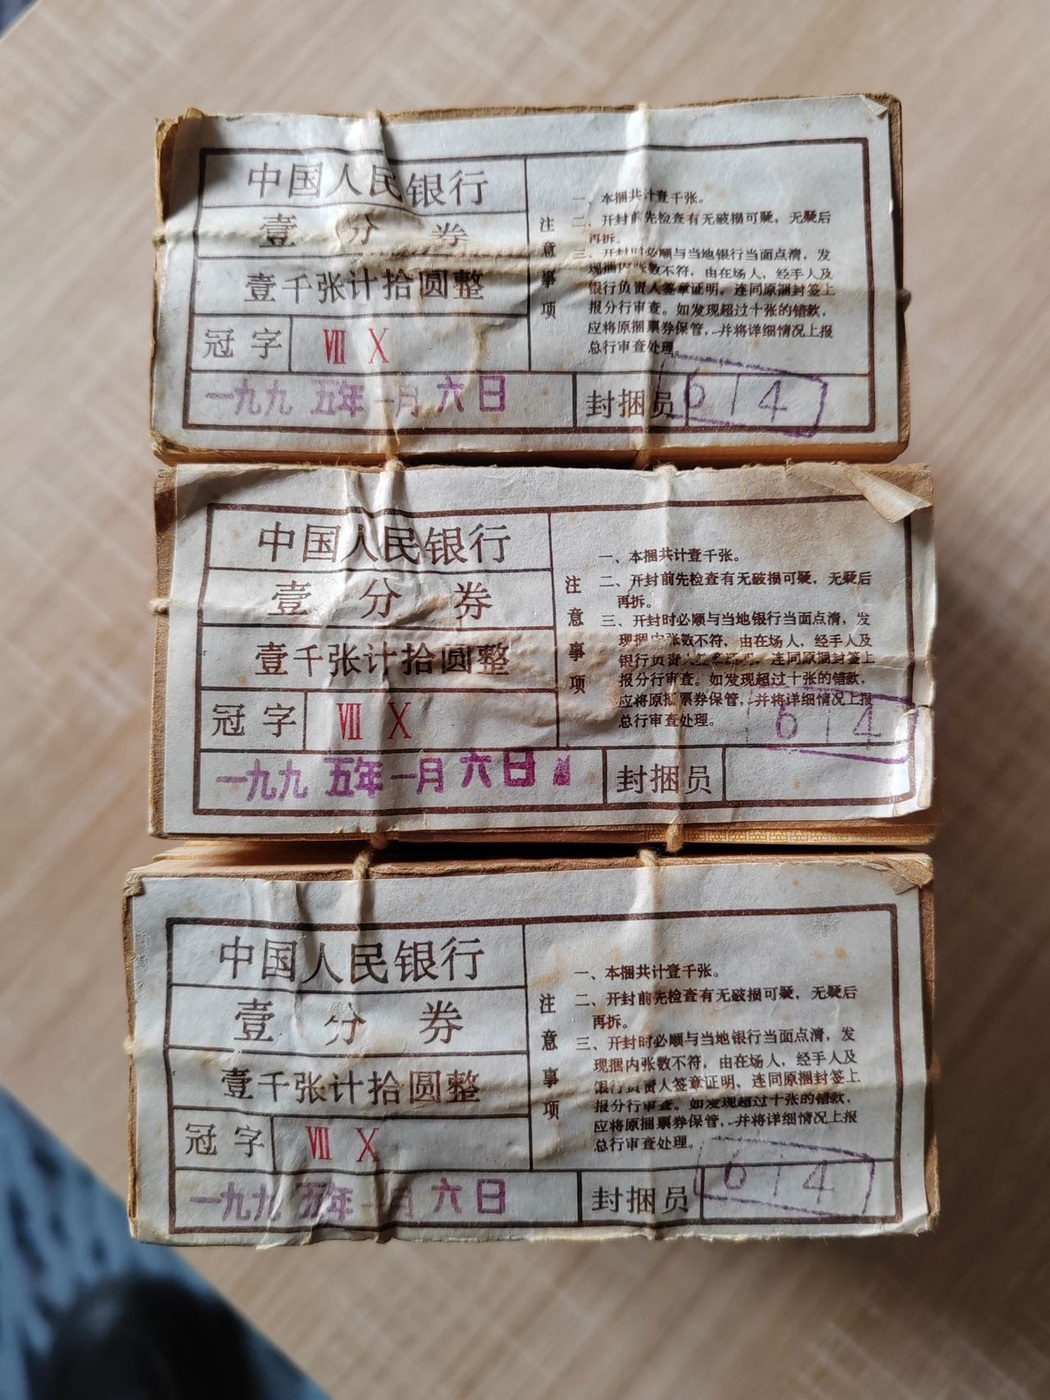 中国人民银行
壹 分 券
壹千张计拾圆整
冠字 Ⅶ Ⅹ
一九九五年一月六日
注意事项
一、本捆共计壹千张。
二、开封前先检查有无破损可疑，无疑后
再拆。
三、开封时必顺与当地银行当面点清，发
现捆内张数不符，由在场人、经手人及
银行负责人签章证明，连同原捆封签上
报分行审查。如发现超过十张的错款，
应将原捆票券保管，并将详细情况上报
总行审查处理。
封捆员 614
中国人民银行
壹 分 券
壹千张计拾圆整
冠字 Ⅶ Ⅹ
一九九五年一月六日
注意事项
一、本捆共计壹千张。
二、开封前先检查有无破损可疑，无疑后
再拆。
三、开封时必顺与当地银行当面点清，发
现捆内张数不符，由在场人、经手人及
银行负责人签章证明，连同原捆封签上
报分行审查。如发现超过十张的错款，
应将原捆票券保管，并将详细情况上报
总行审查处理。
614
封捆员
中国人民银行
壹 分 券
壹千张计拾圆整
冠字 Ⅶ Ⅹ
一九九五年一月六日
注意事项
一、本捆共计壹千张。
二、开封前先检查有无破损可疑，无疑后
再拆。
三、开封时必顺与当地银行当面点清，发
现捆内张数不符，由在场人、经手人及
银行负责人签章证明，连同原捆封签上
报分行审查。如发现超过十张的错款，
应将原捆票券保管，并将详细情况上报
总行审查处理。
封捆员 614